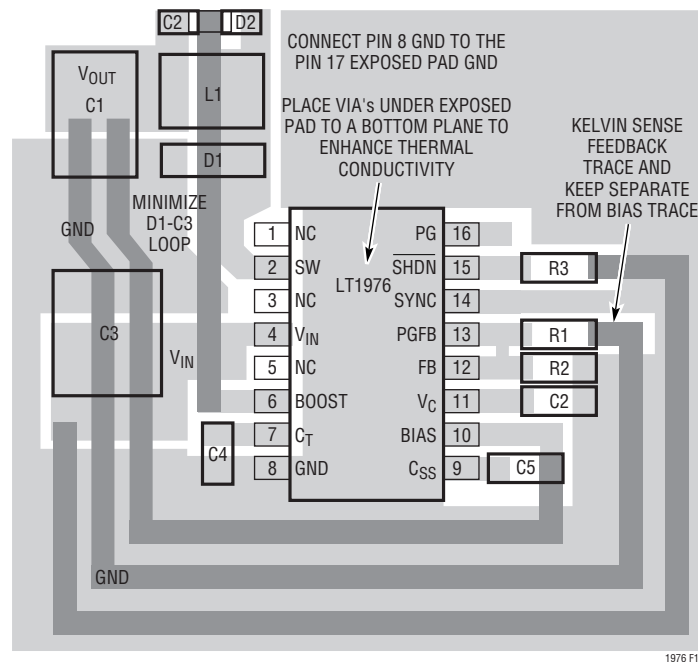 C2
D2
CONNECT PIN 8 GND TO THE
PIN 17 EXPOSED PAD GND
VOUT
C1
L1
PLACE VIA's UNDER EXPOSED
PAD TO A BOTTOM PLANE TO
ENHANCE THERMAL
CONDUCTIVITY
KELVIN SENSE
FEEDBACK
TRACE AND
KEEP SEPARATE
FROM BIAS TRACE
D1
MINIMIZE
D1-C3
LOOP
GND
1 NC
PG 16
2 SW
SHDN 15
R3
LT1976
3 NC
SYNC 14
C3
4 VIN
PGFB 13
R1
VIN
5 NC
FB 12
R2
6 BOOST
VC 11
C2
7 CT
BIAS 10
C4
8 GND
CSS 9
C5
GND